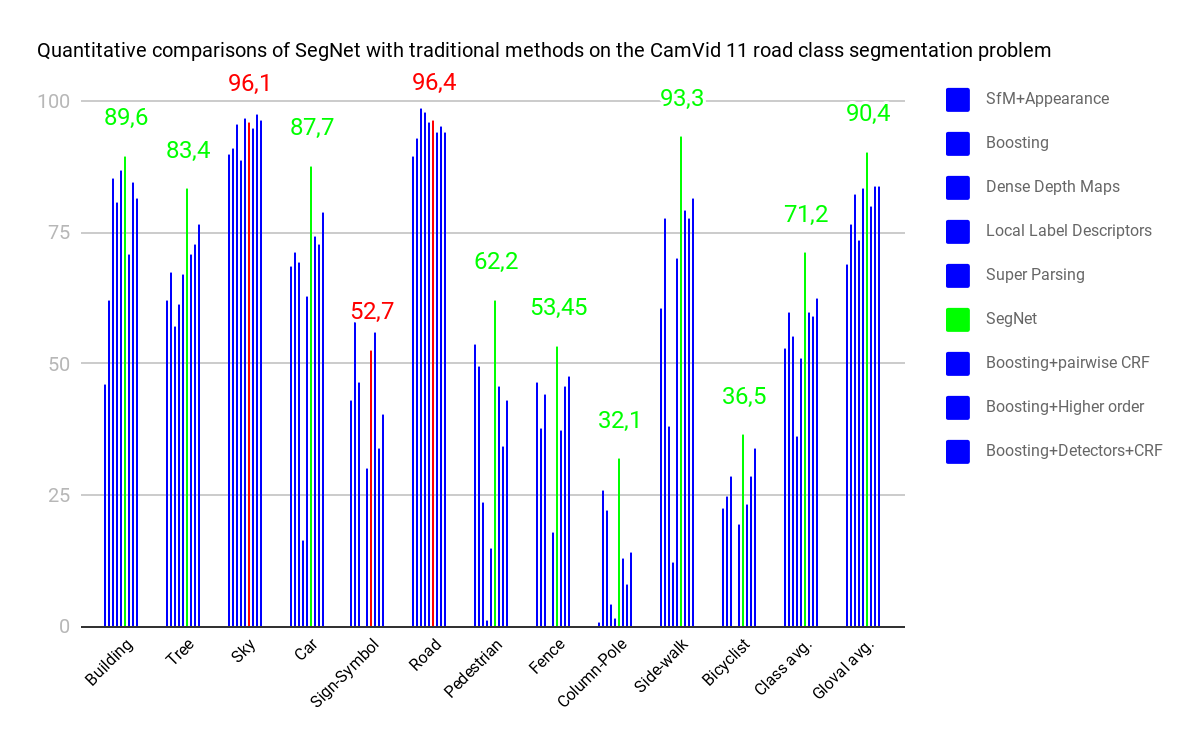 Quantitative comparisons of SegNet with traditional methods on the CamVid 11 road class segmentation problem
100
75
50
25
0
89,6
83,4
96,1
87,7
52,7
96,4
62,2
53,45
32,1
93,3
36,5
71,2
90,4
Building
Tree
Sky
Car
Sign-Symbol
Road
Pedestrian
Fence
Column-Pole
Side-walk
Bicyclist
Class avg.
Gloval avg.
SfM+Appearance
Boosting
Dense Depth Maps
Local Label Descriptors
Super Parsing
SegNet
Boosting+pairwise CRF
Boosting+Higher order
Boosting+Detectors+CRF